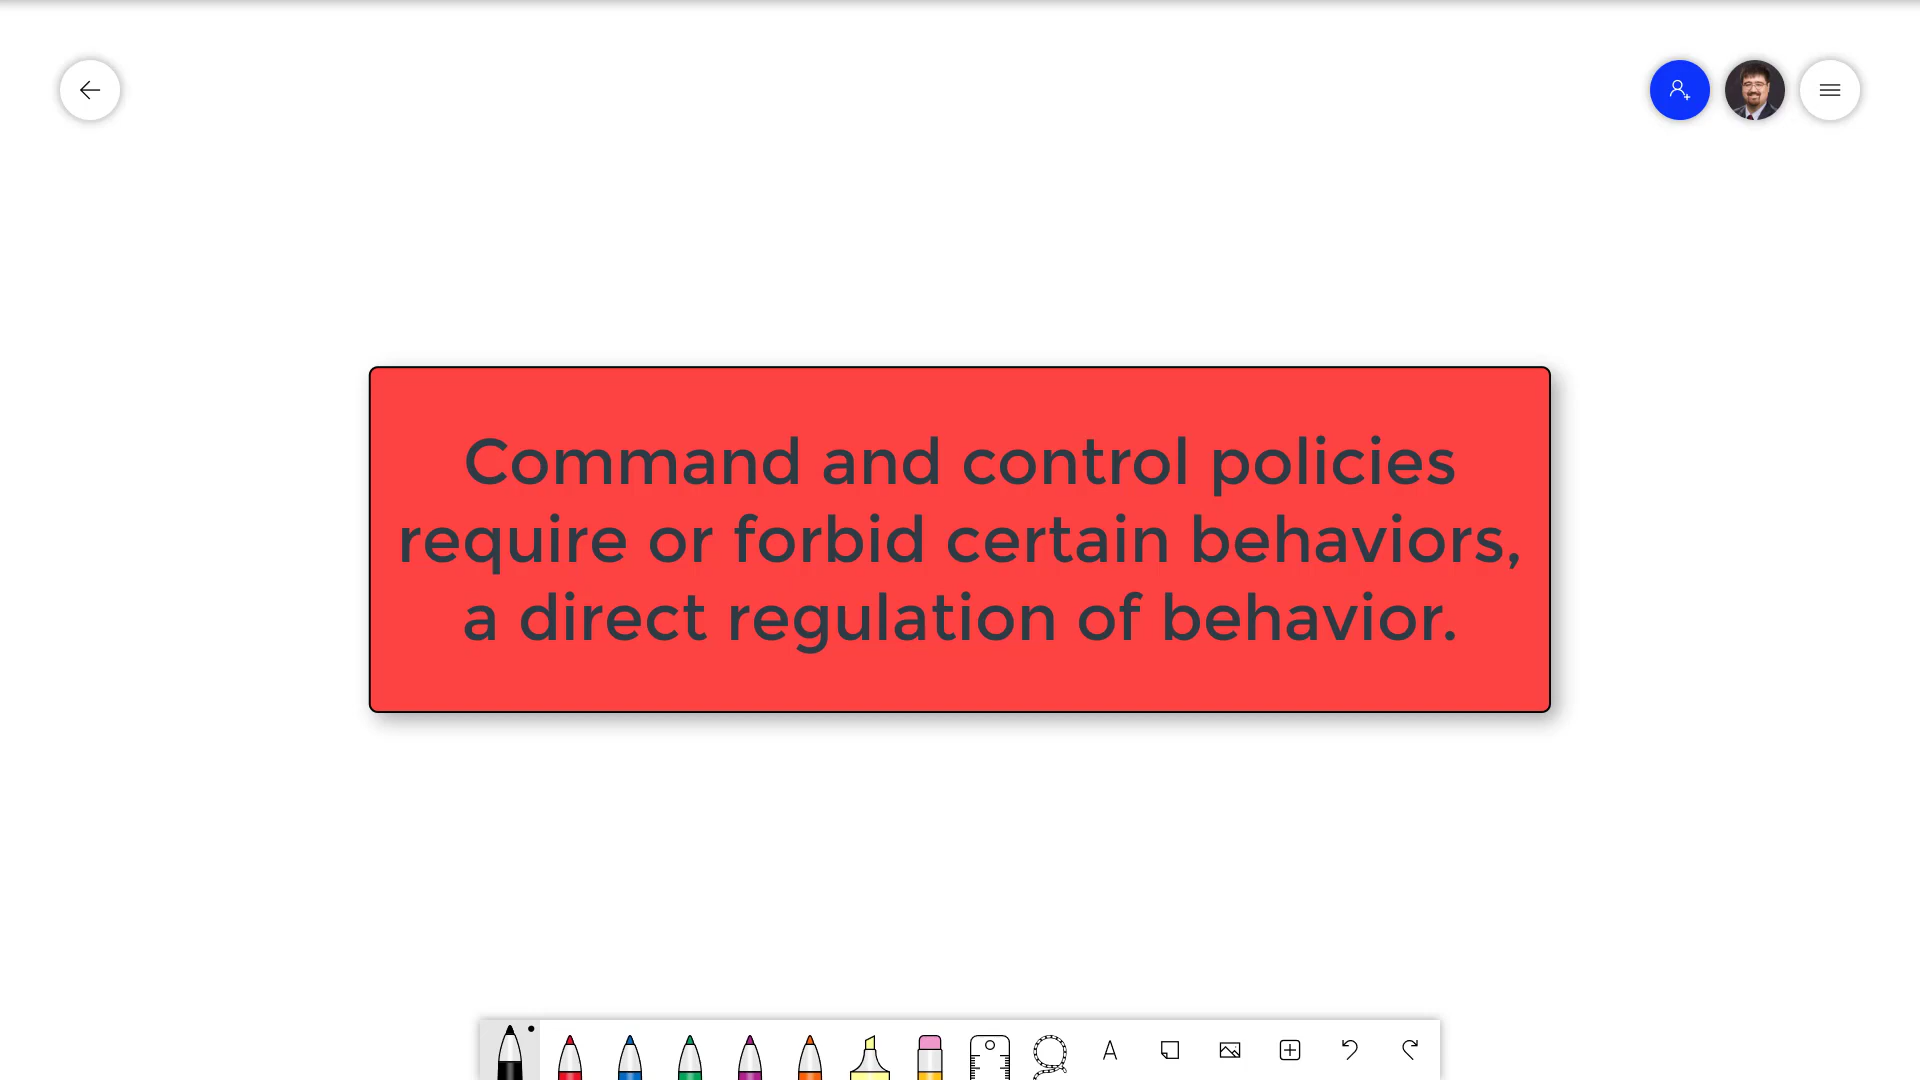 Command and control policies
require or forbid certain behaviors,
a direct regulation of behavior.